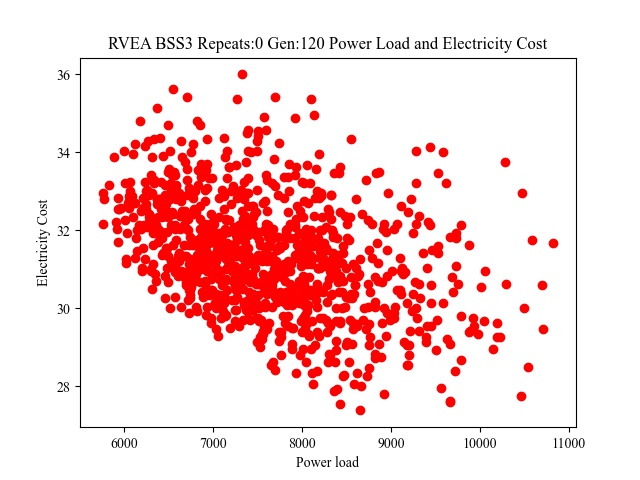 RVEA BSS3 Repeats:0 Gen:120 Power Load and Electricity Cost
36
34
32
30
28
Electricity Cost
6000 7000 8000 9000 10000 11000
Power load